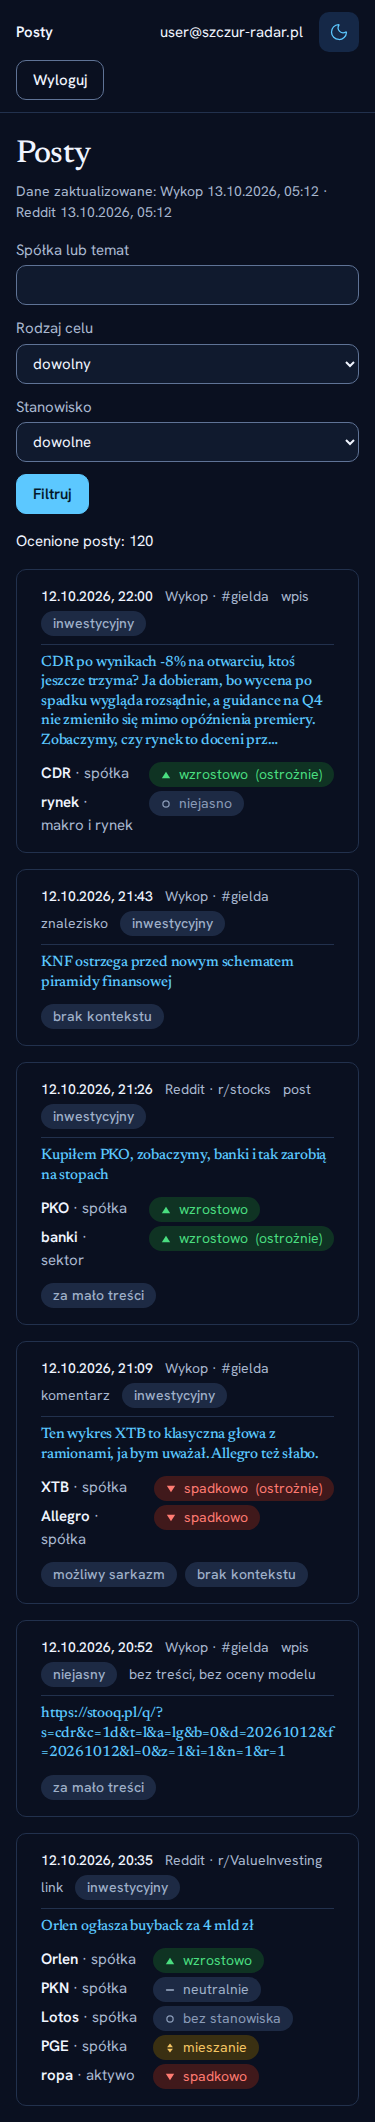 Posty user@szczur-radar.pl
Wyloguj
Posty
Dane zaktualizowane: Wykop 13.10.2026, 05:12 ·
Reddit 13.10.2026, 05:12
Spółka lub temat
Rodzaj celu
dowolny
Stanowisko
dowolne
Filtruj
Ocenione posty: 120
12.10.2026, 22:00 Wykop · #gielda wpis
inwestycyjny
CDR po wynikach -8% na otwarciu, ktoś
jeszcze trzyma? Ja dobieram, bo wycena po
spadku wygląda rozsądnie, a guidance na Q4
nie zmieniło się mimo opóźnienia premiery.
Zobaczymy, czy rynek to doceni prz…
CDR · spółka wzrostowo (ostrożnie)
rynek · niejasno
makro i rynek
12.10.2026, 21:43 Wykop · #gielda
znalezisko inwestycyjny
KNF ostrzega przed nowym schematem
piramidy finansowej
brak kontekstu
12.10.2026, 21:26 Reddit · r/stocks post
inwestycyjny
Kupiłem PKO, zobaczymy, banki i tak zarobią
na stopach
PKO · spółka wzrostowo
banki · wzrostowo (ostrożnie)
sektor
za mało treści
12.10.2026, 21:09 Wykop · #gielda
komentarz inwestycyjny
Ten wykres XTB to klasyczna głowa z
ramionami, ja bym uważał. Allegro też słabo.
XTB · spółka spadkowo (ostrożnie)
Allegro · spadkowo
spółka
możliwy sarkazm brak kontekstu
12.10.2026, 20:52 Wykop · #gielda wpis
niejasny bez treści, bez oceny modelu
https://stooq.pl/q/?
s=cdr&c=1d&t=l&a=lg&b=0&d=20261012&f
=20261012&l=0&z=1&i=1&n=1&r=1
za mało treści
12.10.2026, 20:35 Reddit · r/ValueInvesting
link inwestycyjny
Orlen ogłasza buyback za 4 mld zł
Orlen · spółka wzrostowo
PKN · spółka neutralnie
Lotos · spółka bez stanowiska
PGE · spółka mieszanie
ropa · aktywo spadkowo